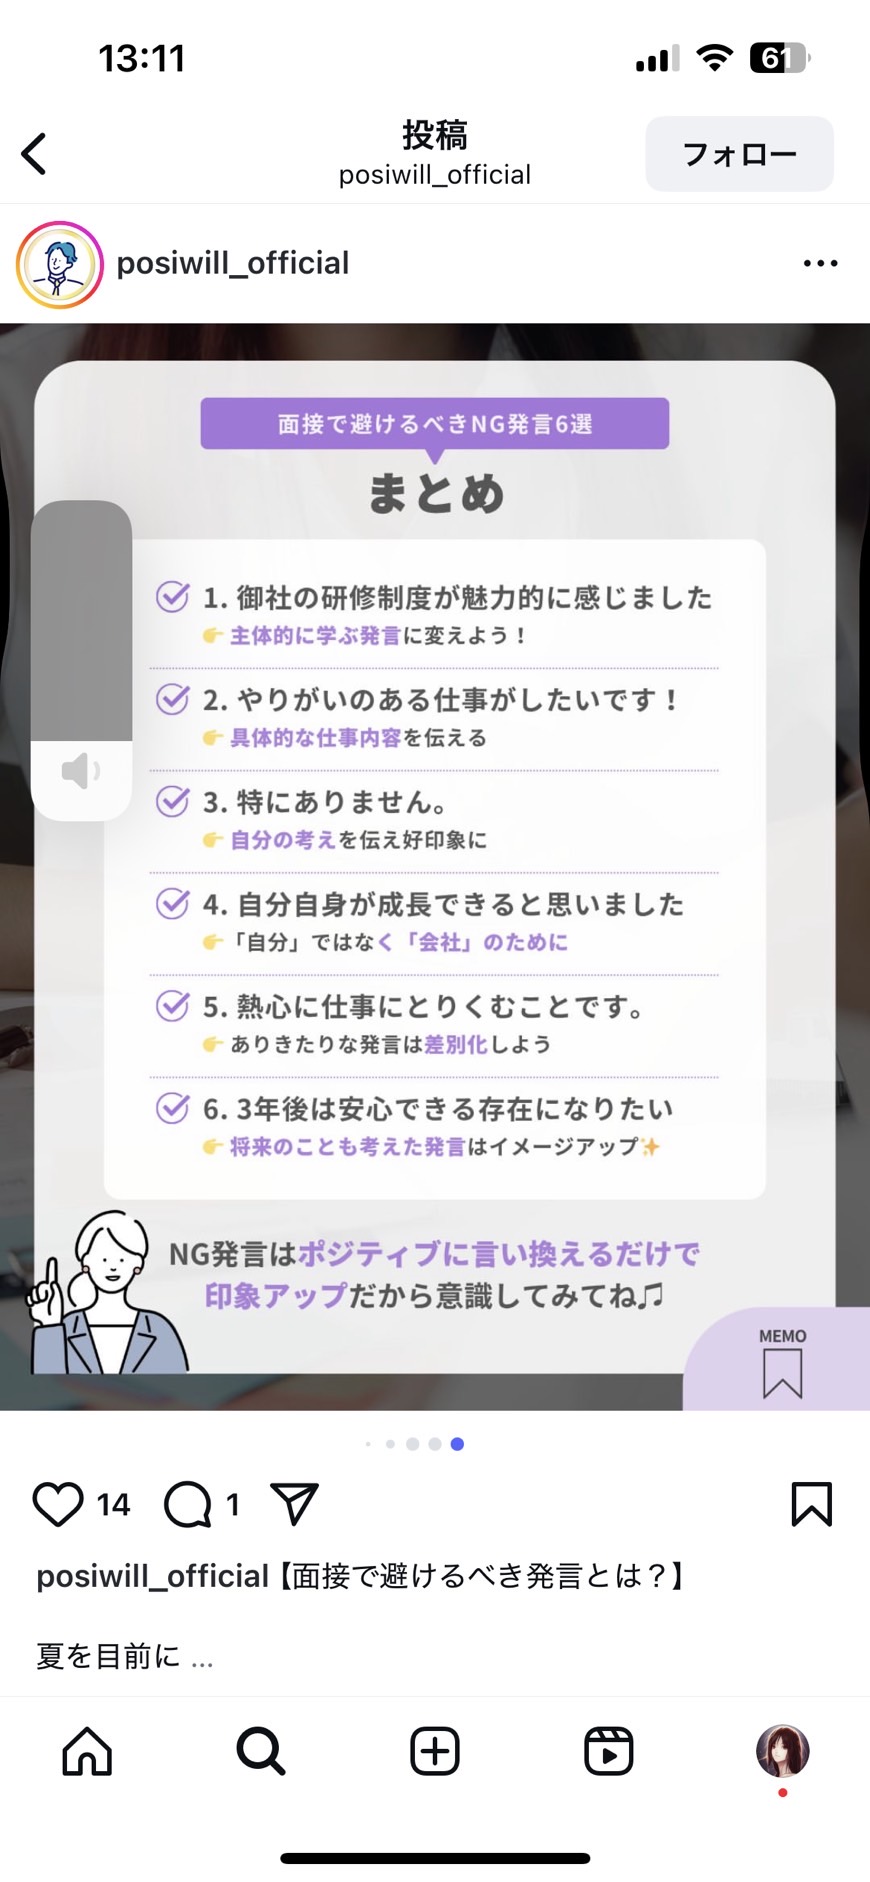 13:11
61
投稿
posiwill_official
フォロー
posiwill_official
面接で避けるべきNG発言6選
まとめ
1. 御社の研修制度が魅力的に感じました
👉主体的に学ぶ発言に変えよう！
2. やりがいのある仕事がしたいです！
👉具体的な仕事内容を伝える
3. 特にありません。
👉自分の考えを伝え好印象に
4. 自分自身が成長できると思いました
👉「自分」ではなく「会社」のために
5. 熱心に仕事にとりくむことです。
👉ありきたりな発言は差別化しよう
6. 3年後は安心できる存在になりたい
👉将来のことも考えた発言はイメージアップ✨
NG発言はポジティブに言い換えるだけで
印象アップだから意識してみてね♫
MEMO
14
1
posiwill_official【面接で避けるべき発言とは？】
夏を目前に ...